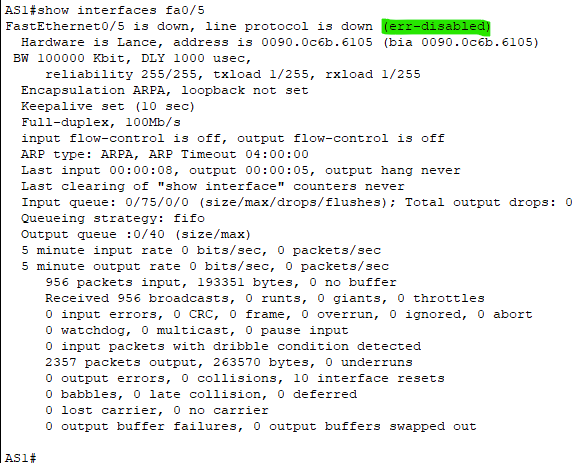 AS1#show interfaces fa0/5
FastEthernet0/5 is down, line protocol is down (err-disabled)
Hardware is Lance, address is 0090.0c6b.6105 (bia 0090.0c6b.6105)
BW 100000 Kbit, DLY 1000 usec,
reliability 255/255, txload 1/255, rxload 1/255
Encapsulation ARPA, loopback not set
Keepalive set (10 sec)
Full-duplex, 100Mb/s
input flow-control is off, output flow-control is off
ARP type: ARPA, ARP Timeout 04:00:00
Last input 00:00:08, output 00:00:05, output hang never
Last clearing of "show interface" counters never
Input queue: 0/75/0/0 (size/max/drops/flushes); Total output drops: 0
Queueing strategy: fifo
Output queue :0/40 (size/max)
5 minute input rate 0 bits/sec, 0 packets/sec
5 minute output rate 0 bits/sec, 0 packets/sec
956 packets input, 193351 bytes, 0 no buffer
Received 956 broadcasts, 0 runts, 0 giants, 0 throttles
0 input errors, 0 CRC, 0 frame, 0 overrun, 0 ignored, 0 abort
0 watchdog, 0 multicast, 0 pause input
0 input packets with dribble condition detected
2357 packets output, 263570 bytes, 0 underruns
0 output errors, 0 collisions, 10 interface resets
0 babbles, 0 late collision, 0 deferred
0 lost carrier, 0 no carrier
0 output buffer failures, 0 output buffers swapped out
AS1#